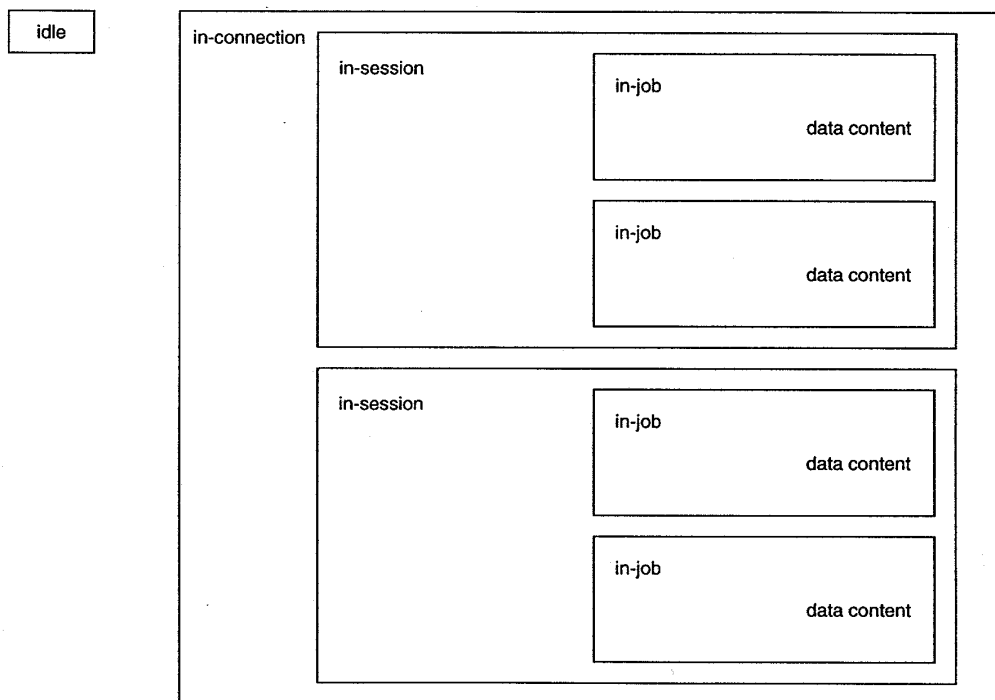 idle
in-connection
in-session
in-job
data content
in-job
data content
in-session
in-job
data content
in-job
data content